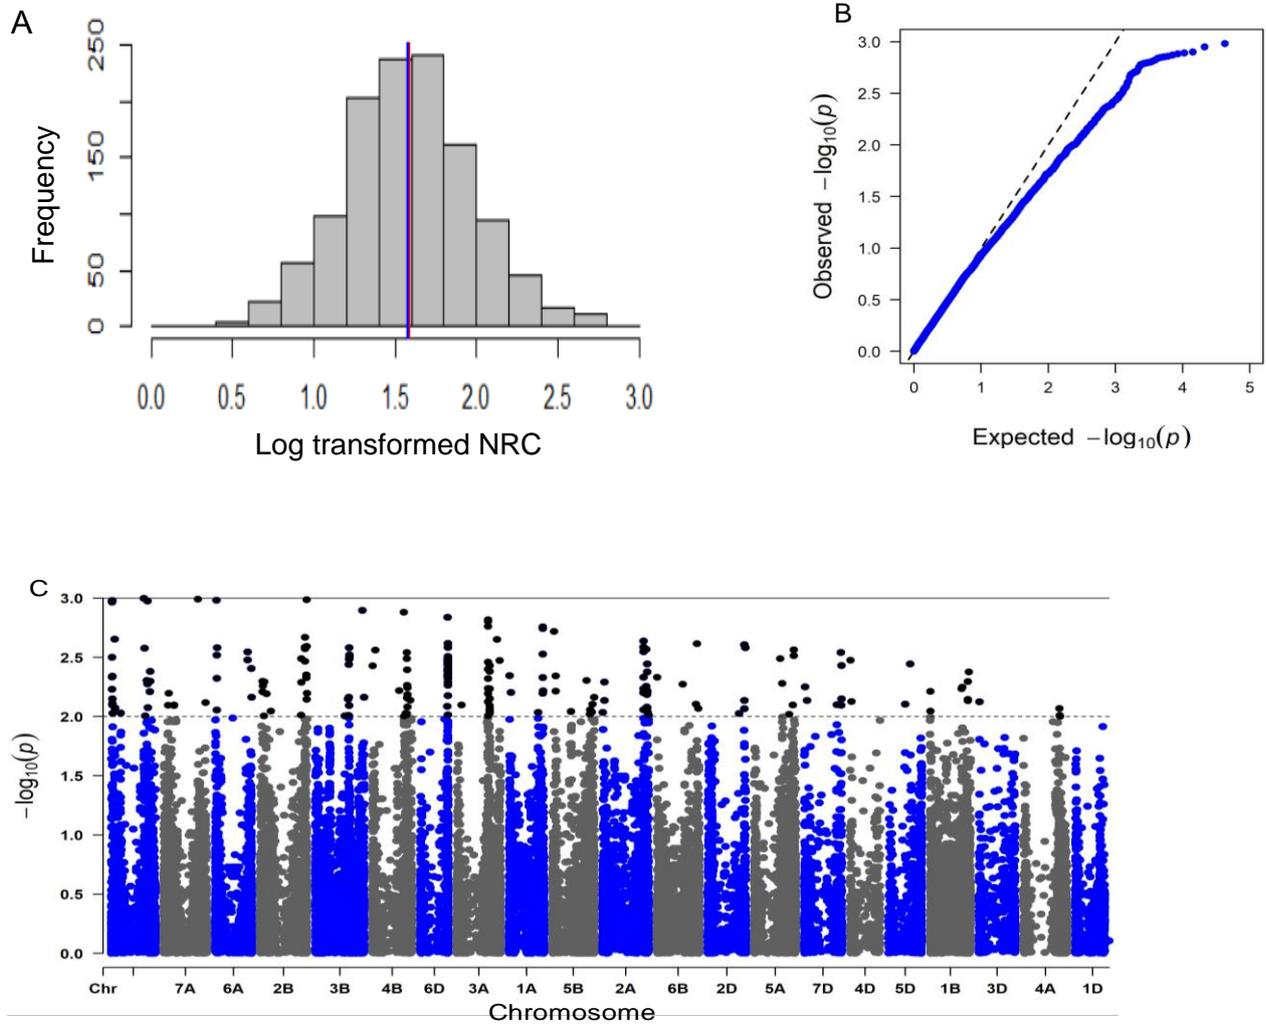 A
Frequency
250
150
50
0
0.0 0.5 1.0 1.5 2.0 2.5 3.0
Log transformed NRC
B
Observed −log10(p)
3.0
2.5
2.0
1.5
1.0
0.5
0.0
0 1 2 3 4 5
Expected −log10(p)
C
−log10(p)
3.0
2.5
2.0
1.5
1.0
0.5
0.0
Chr 7A 6A 2B 3B 4B 6D 3A 1A 5B 2A 6B 2D 5A 7D 4D 5D 1B 3D 4A 1D
Chromosome